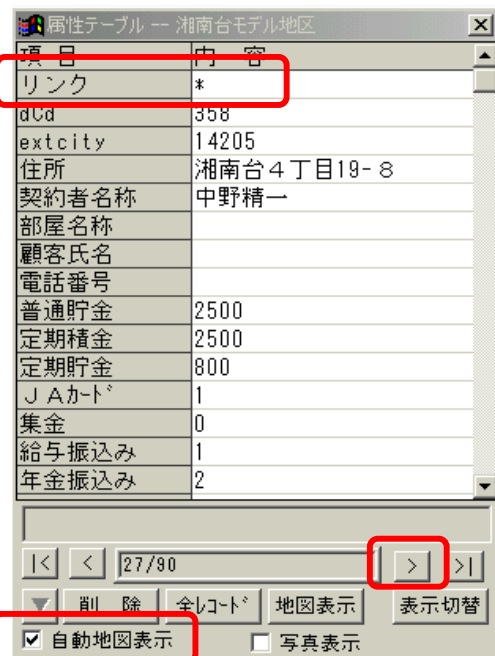 属性テーブル -- 湘南台モデル地区
項 目 内 容
リンク *
dCd 358
extcity 14205
住所 湘南台4丁目19-8
契約者名称 中野精一
部屋名称
顧客氏名
電話番号
普通貯金 2500
定期積金 2500
定期貯金 800
JAカード 1
集金 0
給与振込み 1
年金振込み 2
|< < 27/90 > >|
▼ 削 除 全レコード 地図表示 表示切替
自動地図表示 写真表示